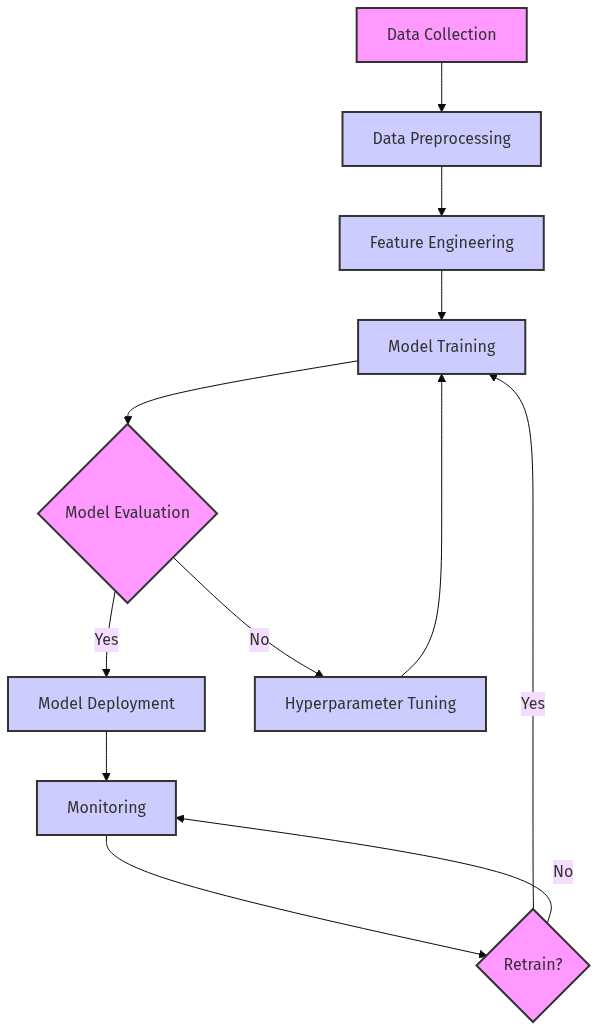 Data Collection
Data Preprocessing
Feature Engineering
Model Training
Model Evaluation
Yes
No
Model Deployment
Hyperparameter Tuning
Yes
Monitoring
No
Retrain?